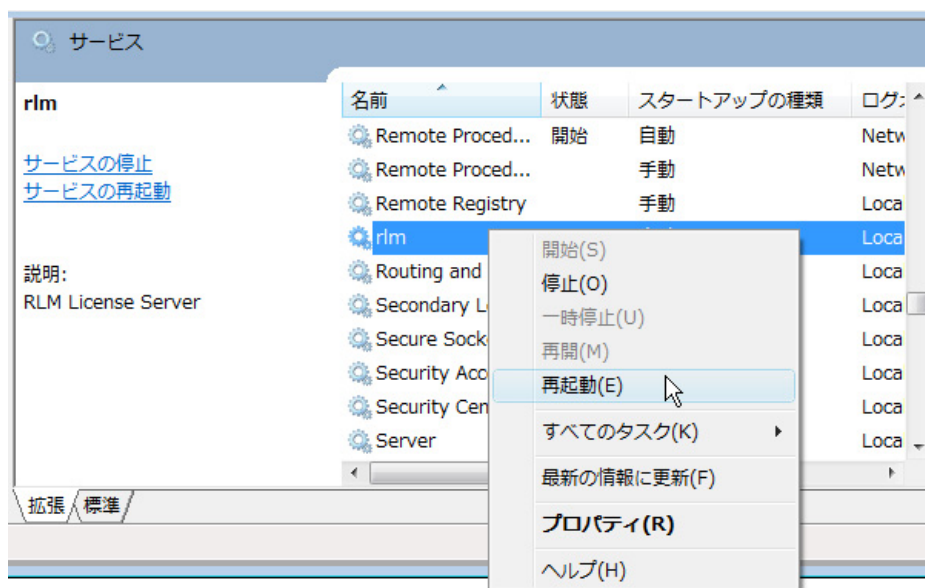 サービス
rlm
サービスの停止
サービスの再起動
説明:
RLM License Server
名前 状態 スタートアップの種類 ログオ
Remote Proced... 開始 自動 Netw
Remote Proced... 手動 Netw
Remote Registry 手動 Loca
rlm Loca
Routing and Loca
Secondary L Loca
Secure Sock Loca
Security Acc Loca
Security Cen Loca
Server Loca
開始(S)
停止(O)
一時停止(U)
再開(M)
再起動(E)
すべてのタスク(K)
最新の情報に更新(F)
プロパティ(R)
ヘルプ(H)
拡張 標準